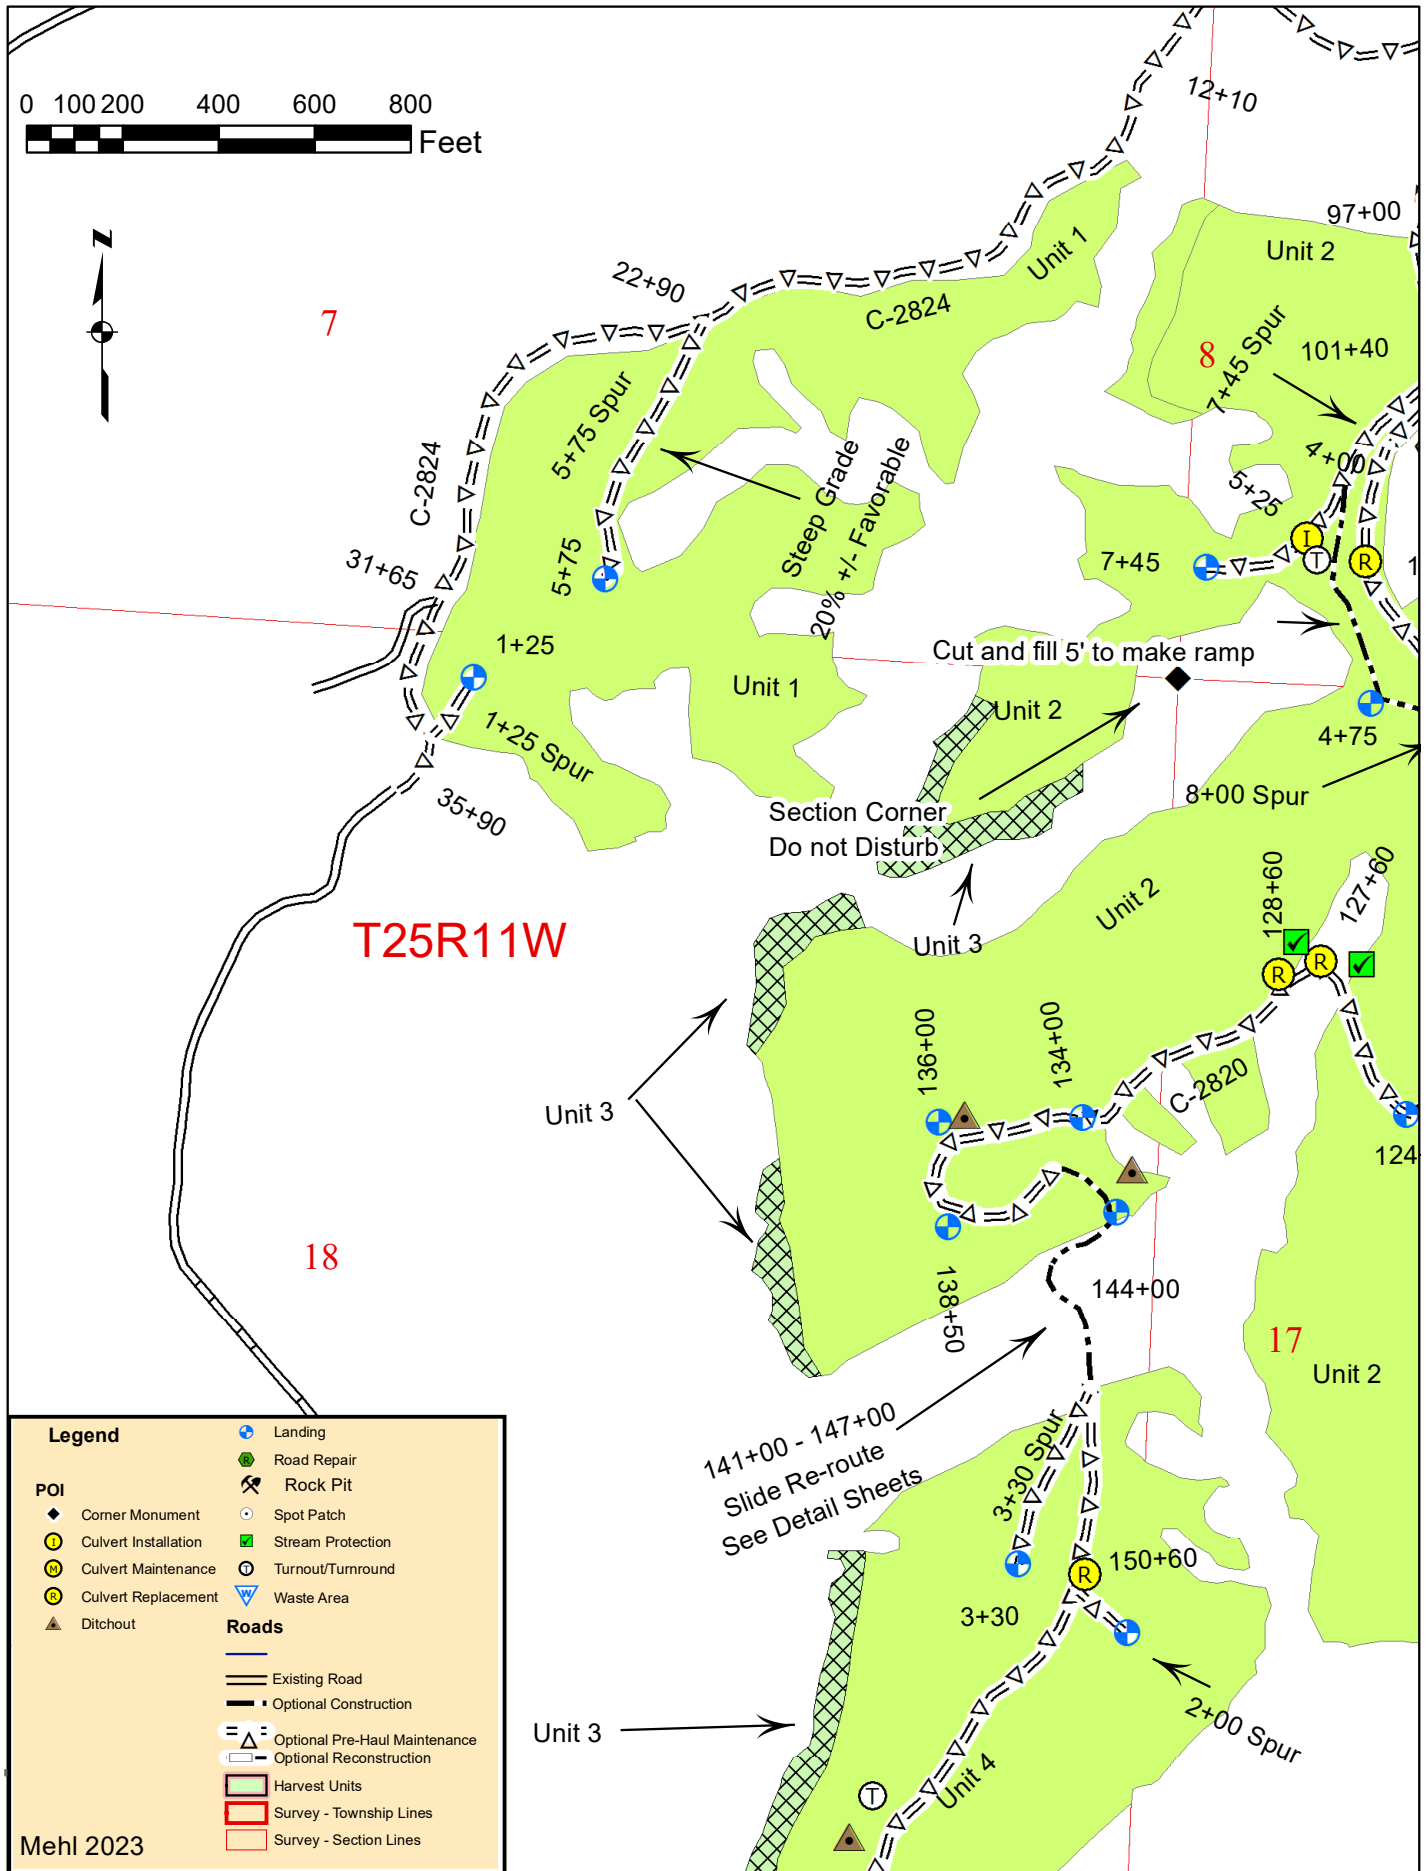 0 100 200 400 600 800
Feet
N
12+10
97+00
Unit 2
Unit 1
22+90
C-2824
7
8
7+45 Spur
101+40
5+75 Spur
4+00
C-2824
Steep Grade
20% +/- Favorable
5+25
I
T
R
31+65
5+75
7+45
1
1+25
Cut and fill 5' to make ramp
Unit 1
Unit 2
1+25 Spur
4+75
35+90
8+00 Spur
Section Corner
Do not Disturb
Unit 2
128+60
127+60
T25R11W
Unit 3
R
R
136+00
134+00
C-2820
Unit 3
124
18
138+50
144+00
17
Unit 2
141+00 - 147+00
Slide Re-route
See Detail Sheets
3+30 Spur
R
150+60
3+30
2+00 Spur
Unit 3
Unit 4
T
Legend
POI
Corner Monument
I Culvert Installation
M Culvert Maintenance
R Culvert Replacement
Ditchout
Landing
R Road Repair
Rock Pit
Spot Patch
Stream Protection
T Turnout/Turnround
W Waste Area
Roads
Existing Road
Optional Construction
Optional Pre-Haul Maintenance
Optional Reconstruction
Harvest Units
Survey - Township Lines
Survey - Section Lines
Mehl 2023